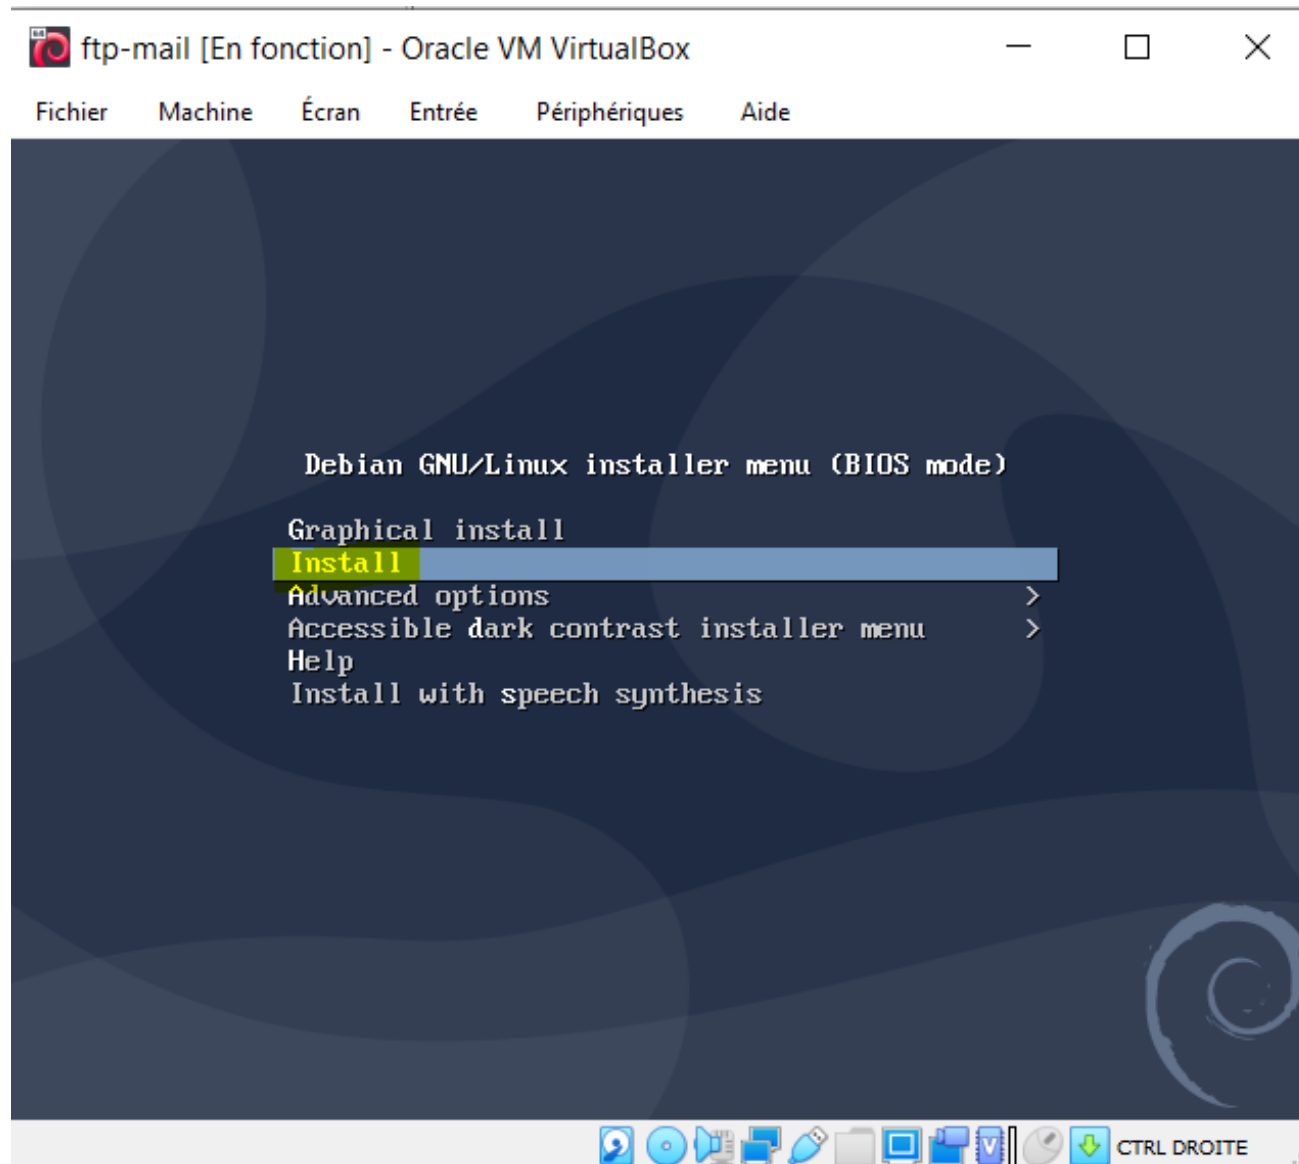 ftp-mail [En fonction] - Oracle VM VirtualBox
Fichier Machine Écran Entrée Périphériques Aide
Debian GNU/Linux installer menu (BIOS mode)
Graphical install
Install
Advanced options >
Accessible dark contrast installer menu >
Help
Install with speech synthesis
CTRL DROITE